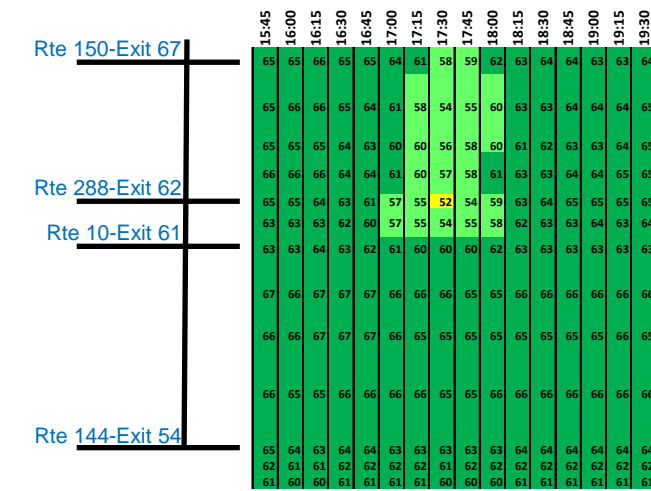 15:45 16:00 16:15 16:30 16:45 17:00 17:15 17:30 17:45 18:00 18:15 18:30 18:45 19:00 19:15 19:30
Rte 150-Exit 67
65 65 66 65 65 64 61 58 59 62 63 64 64 63 63 64
65 66 66 65 64 61 58 54 55 60 63 63 64 64 64 65
65 65 65 64 63 60 60 56 58 60 61 62 63 63 64 65
66 66 66 64 64 61 60 57 58 61 63 63 64 64 65 65
Rte 288-Exit 62
65 65 64 63 61 57 55 52 54 59 63 64 65 65 65 65
63 63 63 62 60 57 55 54 55 58 62 63 63 64 63 64
Rte 10-Exit 61
63 63 64 63 62 61 60 60 60 62 63 63 63 63 63 63
67 66 67 67 67 66 66 66 65 65 66 66 66 66 66 66
66 66 67 66 67 66 65 65 65 65 65 65 65 65 66 65
66 65 65 66 66 66 66 65 65 66 65 65 66 66 66 66
Rte 144-Exit 54
65 64 63 64 64 63 63 63 63 63 64 64 64 64 64 64
62 61 61 62 62 62 62 61 62 62 62 62 62 62 62 62
61 60 60 61 61 61 61 61 60 60 61 61 61 61 61 61